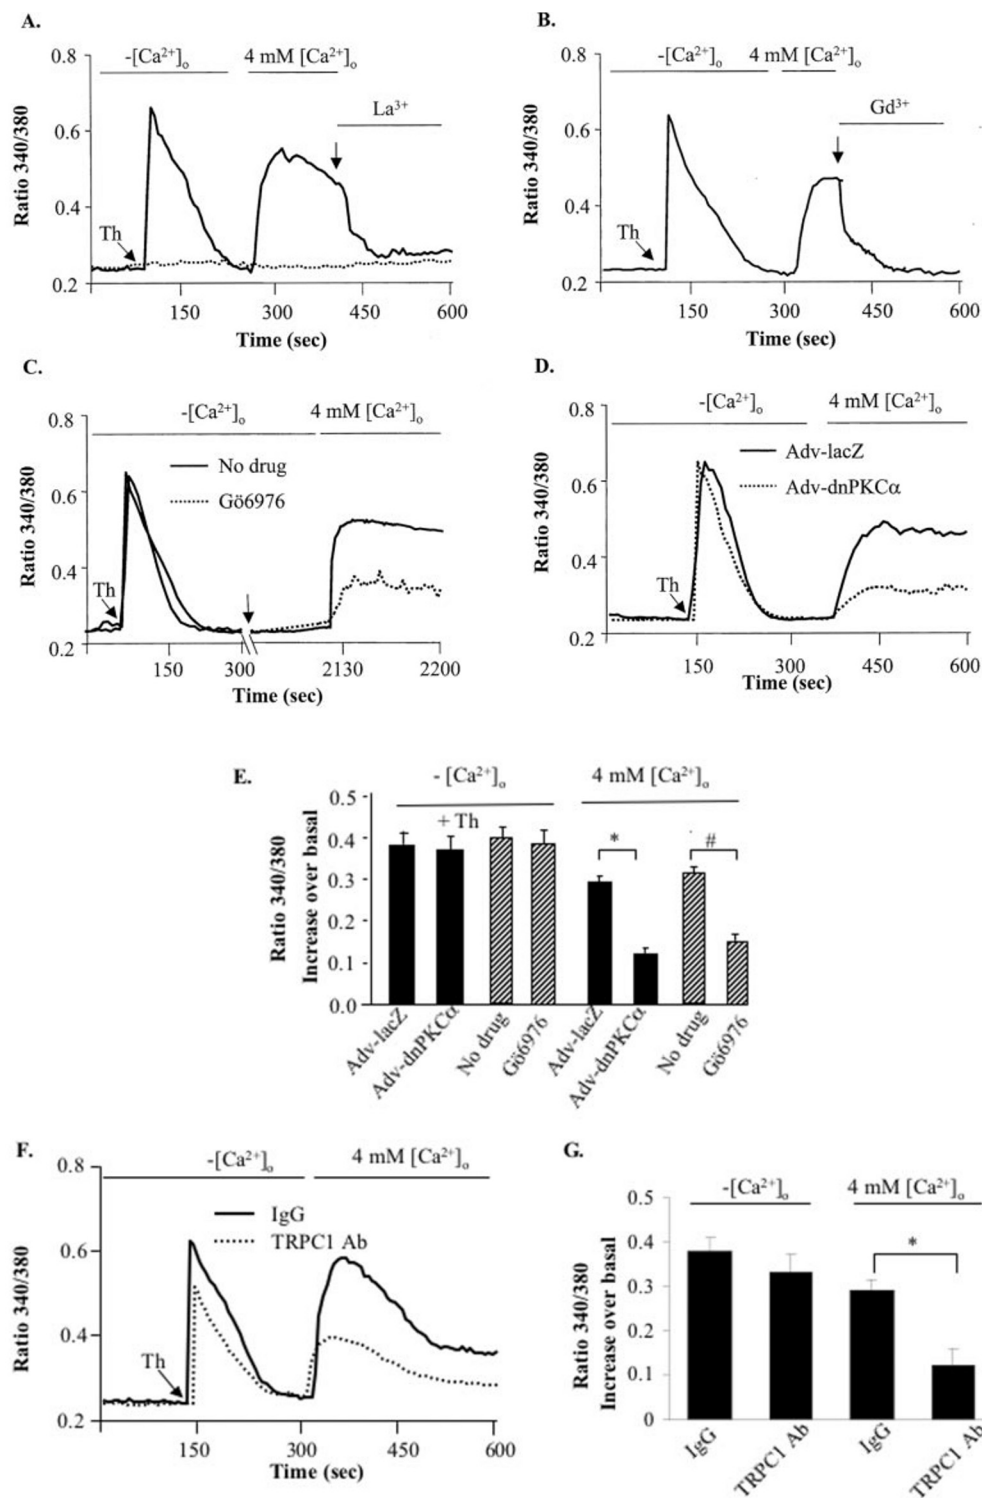 A.
-[Ca²⁺]ₒ 4 mM [Ca²⁺]ₒ
La³⁺
Th
Ratio 340/380
0.8
0.6
0.4
0.2
150 300 450 600
Time (sec)
B.
-[Ca²⁺]ₒ 4 mM [Ca²⁺]ₒ
Gd³⁺
Th
Ratio 340/380
0.8
0.6
0.4
0.2
150 300 450 600
Time (sec)
C.
-[Ca²⁺]ₒ 4 mM [Ca²⁺]ₒ
No drug
Gö6976
Th
Ratio 340/380
0.8
0.6
0.4
0.2
150 300 2130 2200
Time (sec)
D.
-[Ca²⁺]ₒ 4 mM [Ca²⁺]ₒ
Adv-lacZ
Adv-dnPKCα
Th
Ratio 340/380
0.8
0.6
0.4
0.2
150 300 450 600
Time (sec)
E.
- [Ca²⁺]ₒ 4 mM [Ca²⁺]ₒ
+ Th
* #
Ratio 340/380
Increase over basal
0.5
0.4
0.3
0.2
0.1
0.0
Adv-lacZ Adv-dnPKCα No drug Gö6976 Adv-lacZ Adv-dnPKCα No drug Gö6976
F.
-[Ca²⁺]ₒ 4 mM [Ca²⁺]ₒ
IgG
TRPC1 Ab
Th
Ratio 340/380
0.8
0.6
0.4
0.2
150 300 450 600
Time (sec)
G.
-[Ca²⁺]ₒ 4 mM [Ca²⁺]ₒ
*
Ratio 340/380
Increase over basal
0.5
0.4
0.3
0.2
0.1
0
IgG TRPC1 Ab IgG TRPC1 Ab